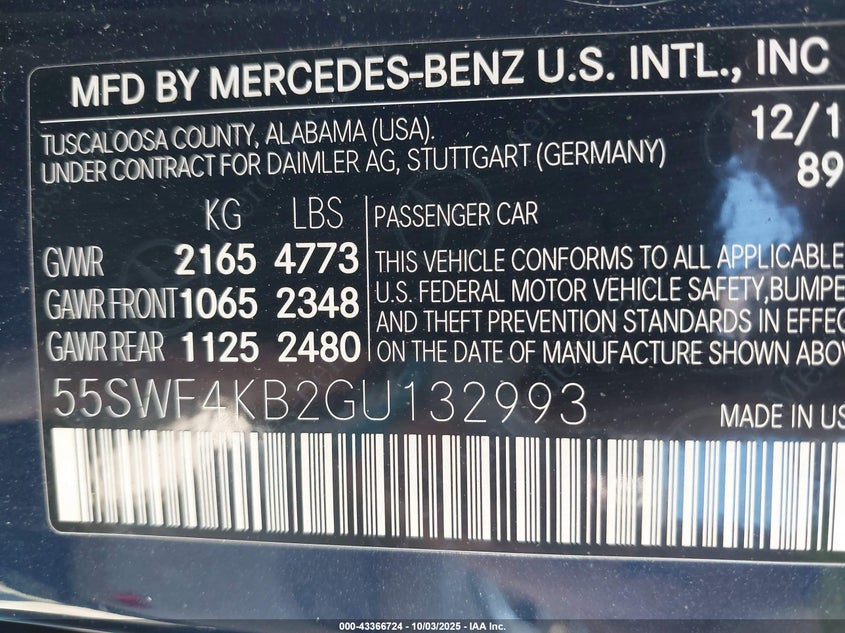 MFD BY MERCEDES-BENZ U.S. INTL., INC
TUSCALOOSA COUNTY, ALABAMA (USA).
12/1
UNDER CONTRACT FOR DAIMLER AG, STUTTGART (GERMANY)
89
KG LBS
PASSENGER CAR
GVWR 2165 4773
THIS VEHICLE CONFORMS TO ALL APPLICABLE
GAWR FRONT 1065 2348
U.S. FEDERAL MOTOR VEHICLE SAFETY,BUMPE
AND THEFT PREVENTION STANDARDS IN EFFEC
GAWR REAR 1125 2480
ON THE DATE OF MANUFACTURE SHOWN ABOV
55SWF4KB2GU132993
MADE IN US
000-43366724 - 10/03/2025 - IAA Inc.